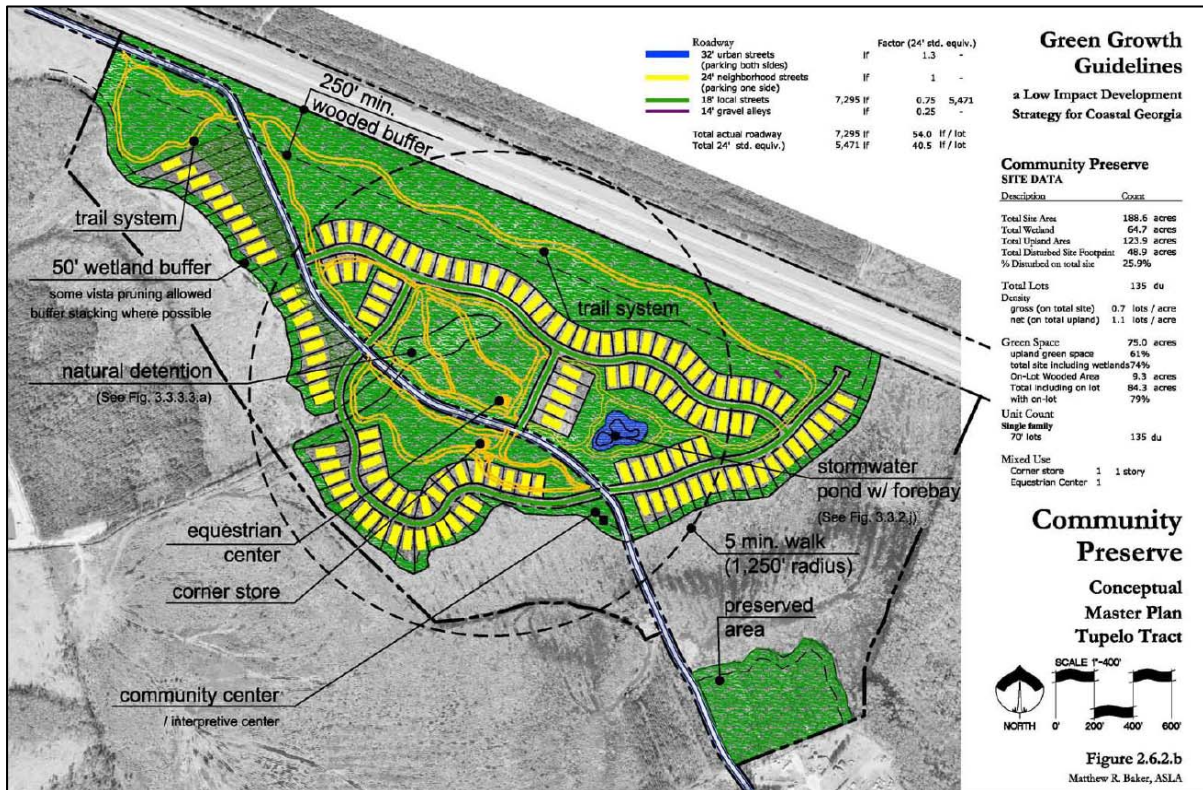 Roadway Factor (24' std. equiv.)
32' urban streets lf 1.3 -
(parking both sides)
24' neighborhood streets lf 1 -
(parking one side)
18' local streets 7,295 lf 0.75 5,471
14' gravel alleys lf 0.25 -
Total actual roadway 7,295 lf 54.0 lf / lot
Total 24' std. equiv.) 5,471 lf 40.5 lf / lot
Green Growth
Guidelines
a Low Impact Development
Strategy for Coastal Georgia
Community Preserve
SITE DATA
Description Count
Total Site Area 188.6 acres
Total Wetland 64.7 acres
Total Upland Area 123.9 acres
Total Disturbed Site Footprint 48.9 acres
% Disturbed on total site 25.9%
Total Lots 135 du
Density
gross (on total site) 0.7 lots / acre
net (on total upland) 1.1 lots / acre
Green Space 75.0 acres
upland green space 61%
total site including wetlands 74%
On-Lot Wooded Area 9.3 acres
Total including on lot 84.3 acres
with on-lot 79%
Unit Count
Single family
70' lots 135 du
Mixed Use
Corner store 1 1 story
Equestrian Center 1
Community
Preserve
Conceptual
Master Plan
Tupelo Tract
SCALE 1"-400'
NORTH 0' 200' 400' 600'
Figure 2.6.2.b
Matthew R. Baker, ASLA
250' min.
wooded buffer
trail system
50' wetland buffer
some vista pruning allowed
buffer stacking where possible
trail system
natural detention
(See Fig. 3.3.3.3.a)
stormwater
pond w/ forebay
(See Fig. 3.3.2.j)
equestrian
center
corner store
5 min. walk
(1,250' radius)
preserved
area
community center
/ interpretive center